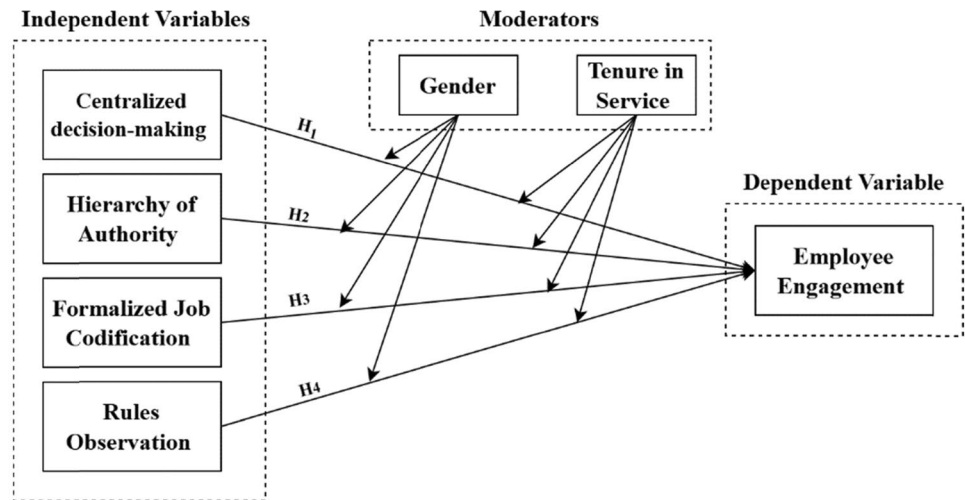 Independent Variables
Centralized
decision-making
Hierarchy of
Authority
Formalized Job
Codification
Rules
Observation
H1
H2
H3
H4
Moderators
Gender
Tenure in
Service
Dependent Variable
Employee
Engagement